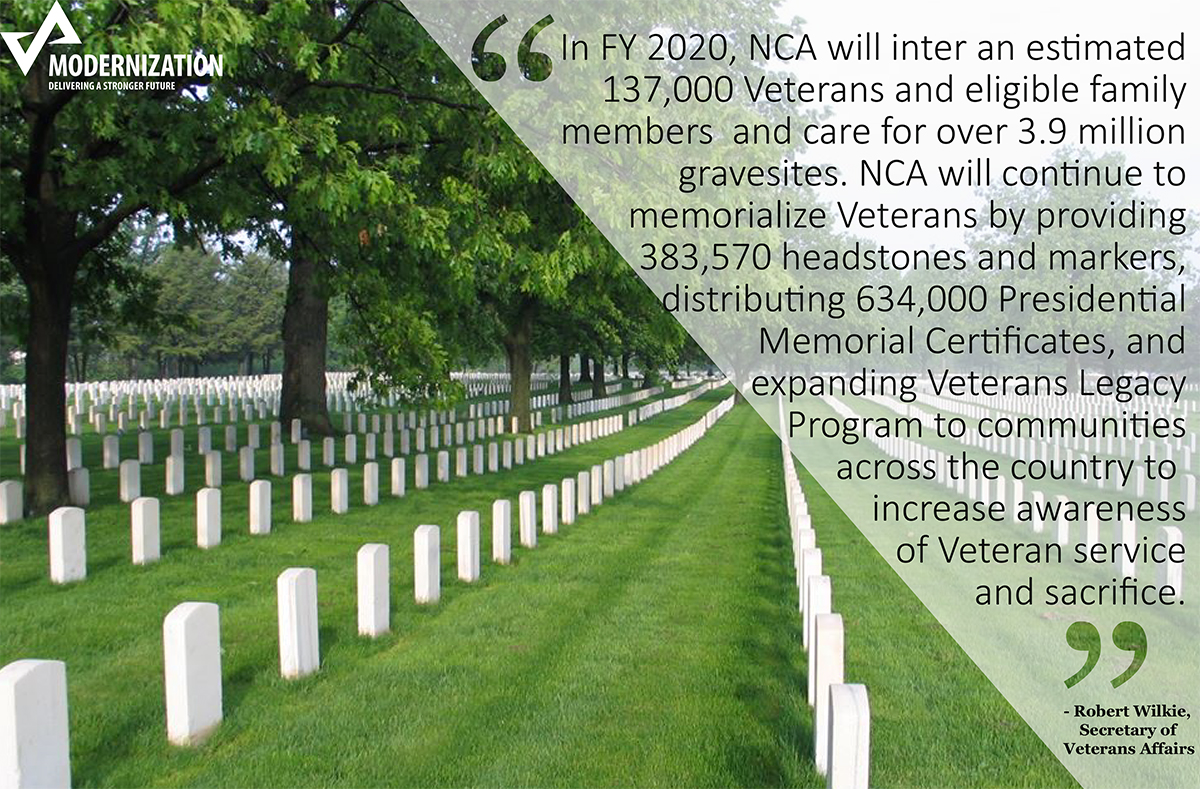 MODERNIZATION
DELIVERING A STRONGER FUTURE
“ In FY 2020, NCA will inter an estimated
137,000 Veterans and eligible family
members  and care for over 3.9 million
gravesites. NCA will continue to
memorialize Veterans by providing
383,570 headstones and markers,
distributing 634,000 Presidential
Memorial Certificates, and
expanding Veterans Legacy
Program to communities
across the country to
increase awareness
of Veteran service
and sacrifice.
”
- Robert Wilkie,
Secretary of
Veterans Affairs